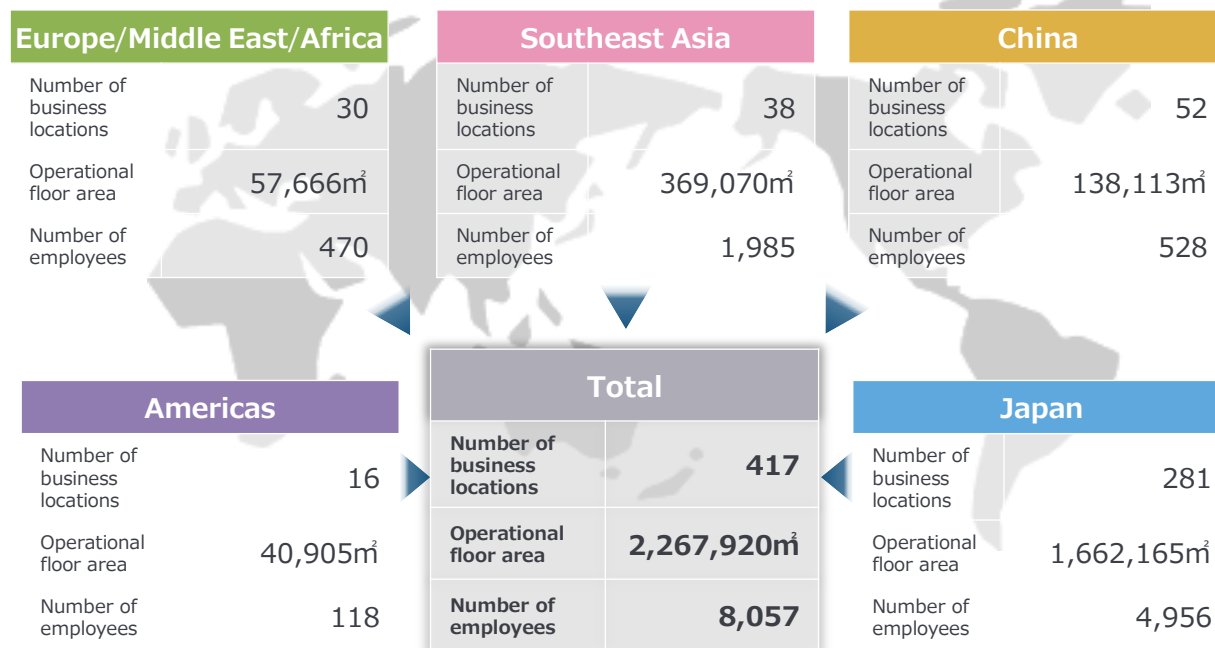 Europe/Middle East/Africa
Number of
business
locations
30
Operational
floor area
57,666㎡
Number of
employees
470
Southeast Asia
Number of
business
locations
38
Operational
floor area
369,070㎡
Number of
employees
1,985
China
Number of
business
locations
52
Operational
floor area
138,113㎡
Number of
employees
528
Americas
Number of
business
locations
16
Operational
floor area
40,905㎡
Number of
employees
118
Total
Number of
business
locations
417
Operational
floor area
2,267,920㎡
Number of
employees
8,057
Japan
Number of
business
locations
281
Operational
floor area
1,662,165㎡
Number of
employees
4,956